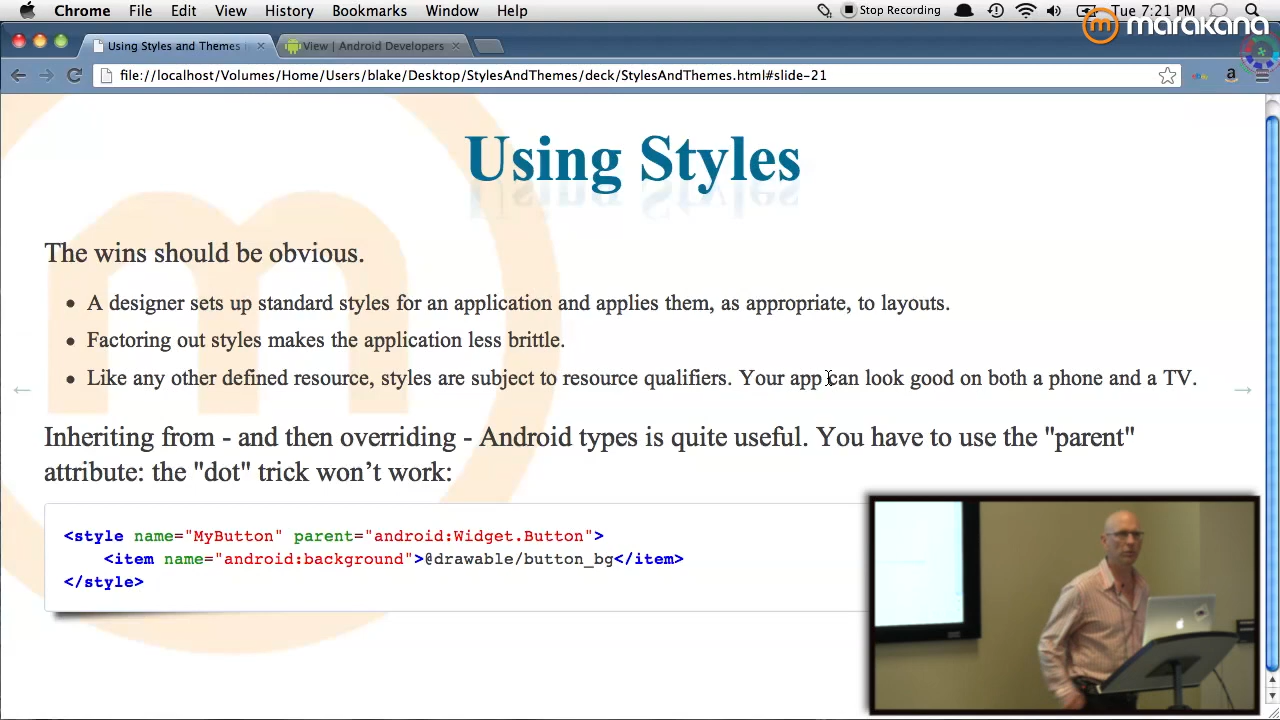 Chrome File Edit View History Bookmarks Window Help Stop Recording Tue 7:21 PM
marakana
Using Styles and Themes View | Android Developers
file://localhost/Volumes/Home/Users/blake/Desktop/StylesAndThemes/deck/StylesAndThemes.html#slide-21
Using Styles
The wins should be obvious.
• A designer sets up standard styles for an application and applies them, as appropriate, to layouts.
• Factoring out styles makes the application less brittle.
• Like any other defined resource, styles are subject to resource qualifiers. Your app can look good on both a phone and a TV.
Inheriting from - and then overriding - Android types is quite useful. You have to use the "parent"
attribute: the "dot" trick won’t work:
<style name="MyButton" parent="android:Widget.Button">
<item name="android:background">@drawable/button_bg</item>
</style>